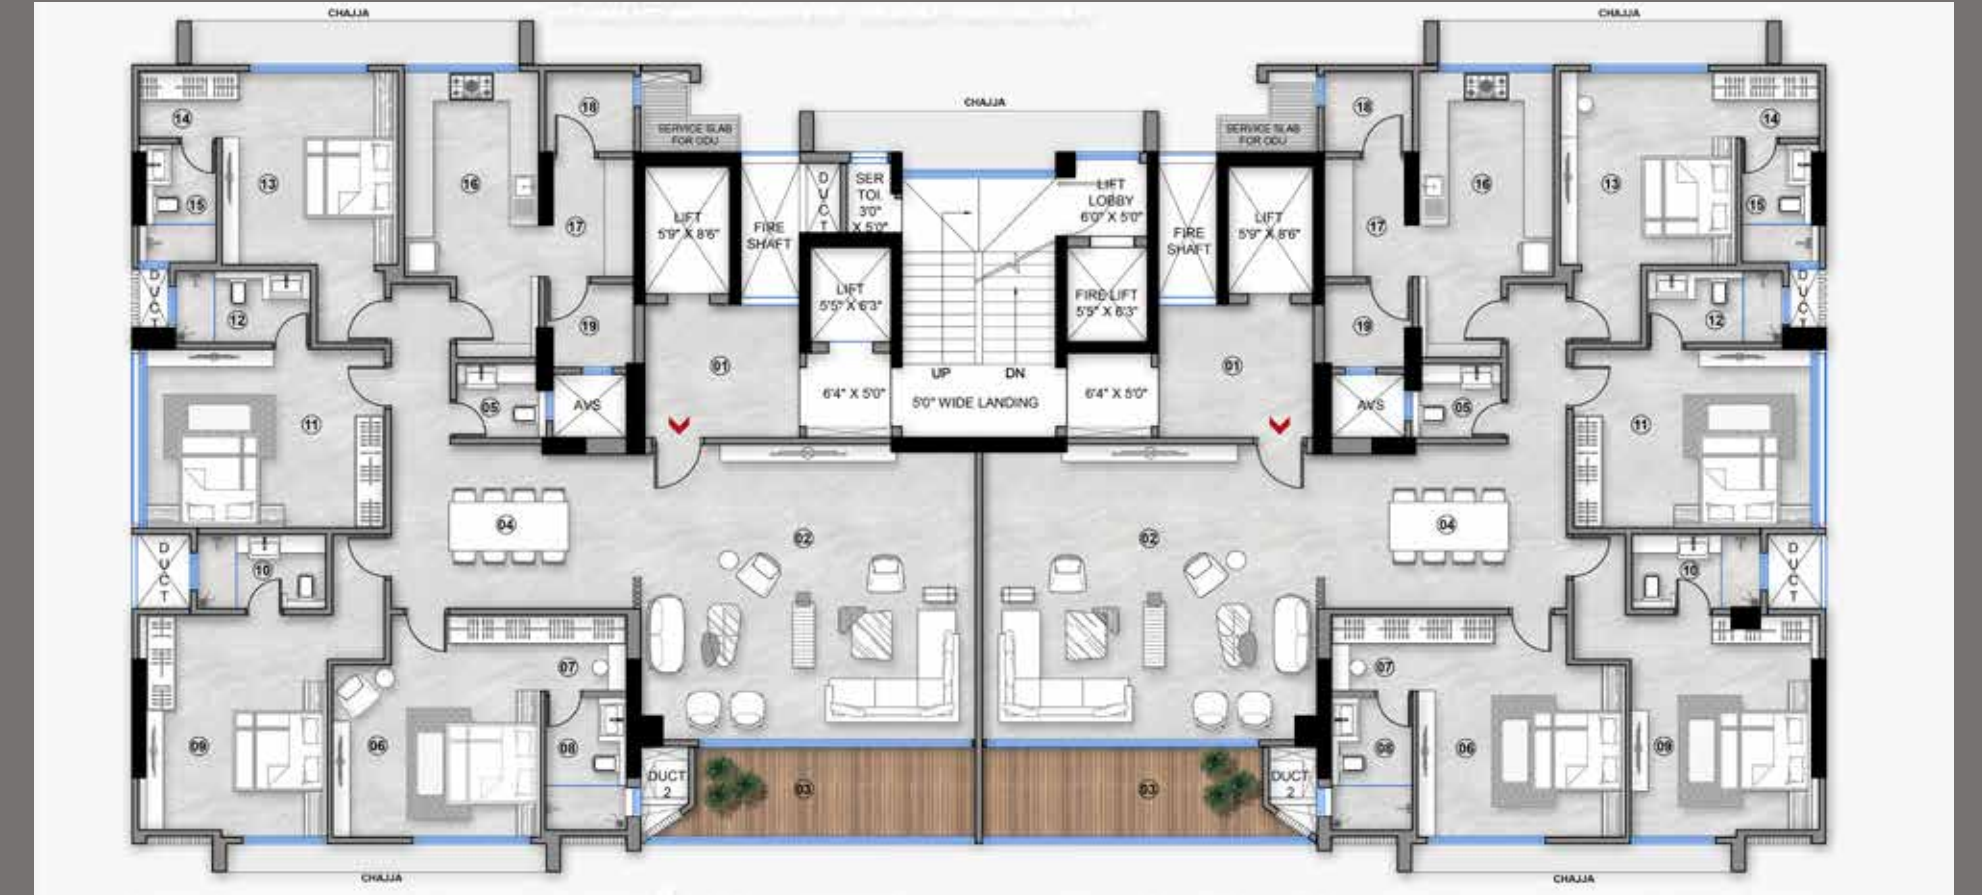 CHAJJA
CHAJJA
CHAJJA
14
13
15
12
16
18
17
19
SERVICE SLAB
FOR ODU
LIFT
5'9" X 8'6"
FIRE
SHAFT
DUCT
SER
TOI.
3'0"
X 5'0"
LIFT
5'5" X 6'3"
LIFT
LOBBY
6'0" X 5'0"
FIRE LIFT
5'5" X 6'3"
FIRE
SHAFT
LIFT
5'9" X 8'6"
SERVICE SLAB
FOR ODU
18
17
19
16
13
14
15
12
DUCT
DUCT
01
01
UP
DN
6'4" X 5'0"
5'0" WIDE LANDING
6'4" X 5'0"
AVS
AVS
05
05
11
11
04
02
02
04
DUCT
10
10
DUCT
07
07
09
06
08
08
06
09
DUCT
2
03
03
DUCT
2
CHAJJA
CHAJJA